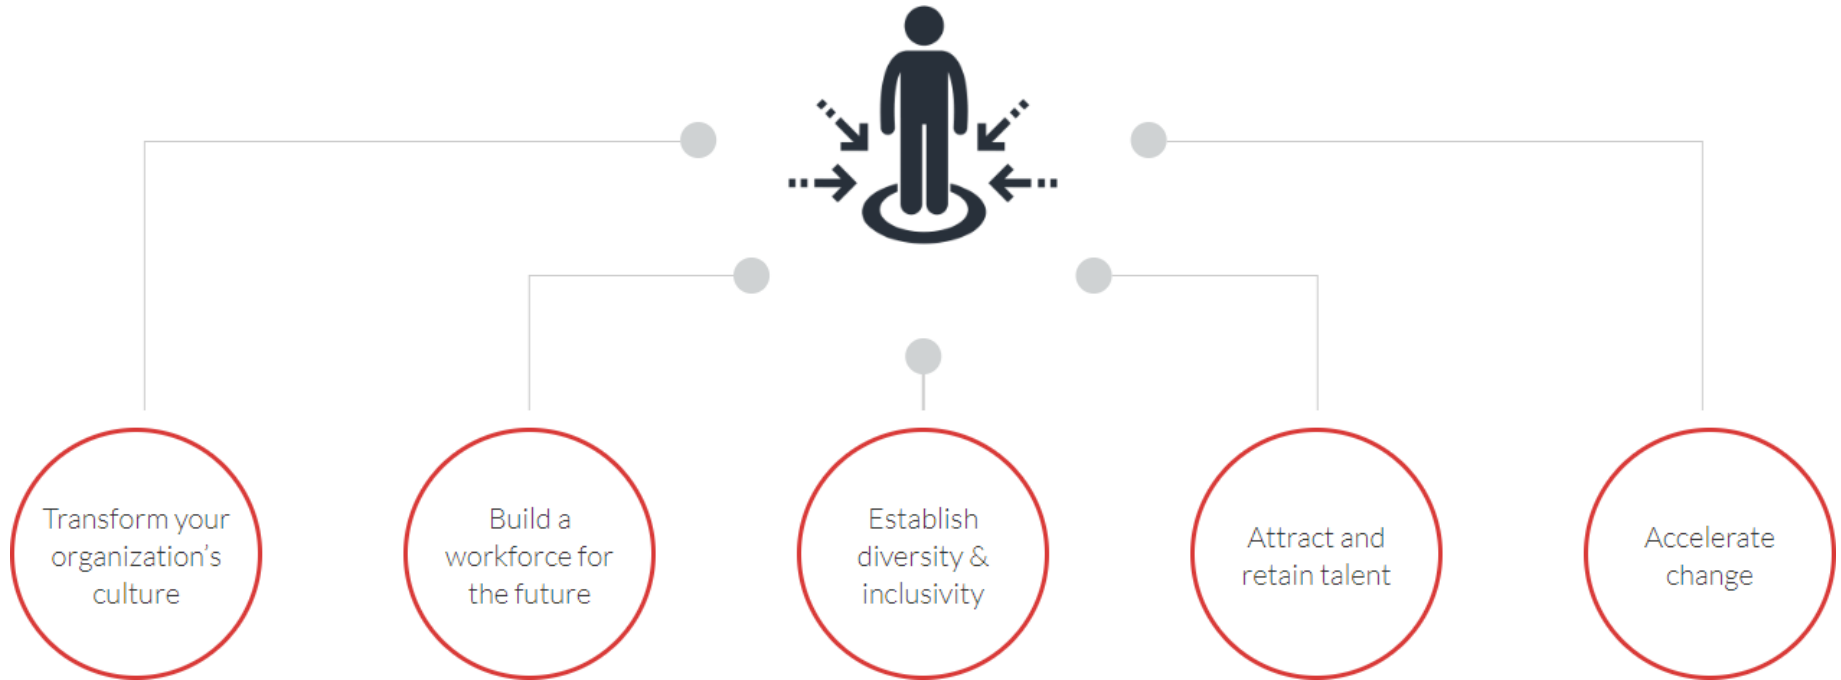 Transform your
organization’s
culture
Build a
workforce for
the future
Establish
diversity &
inclusivity
Attract and
retain talent
Accelerate
change